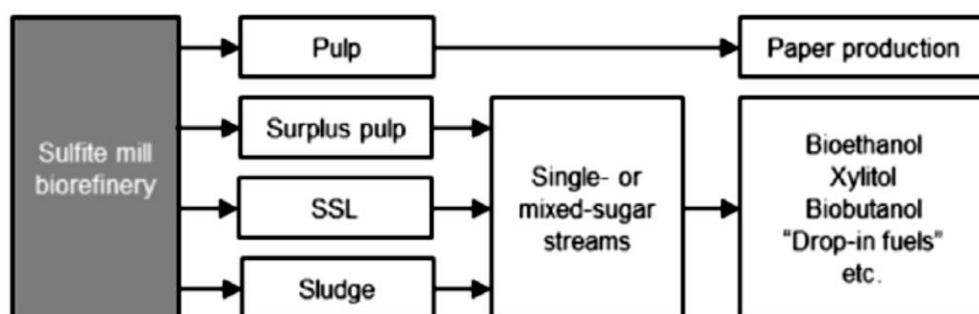 Sulfite mill
biorefinery
Pulp
Paper production
Surplus pulp
SSL
Sludge
Single- or
mixed-sugar
streams
Bioethanol
Xylitol
Biobutanol
“Drop-in fuels”
etc.